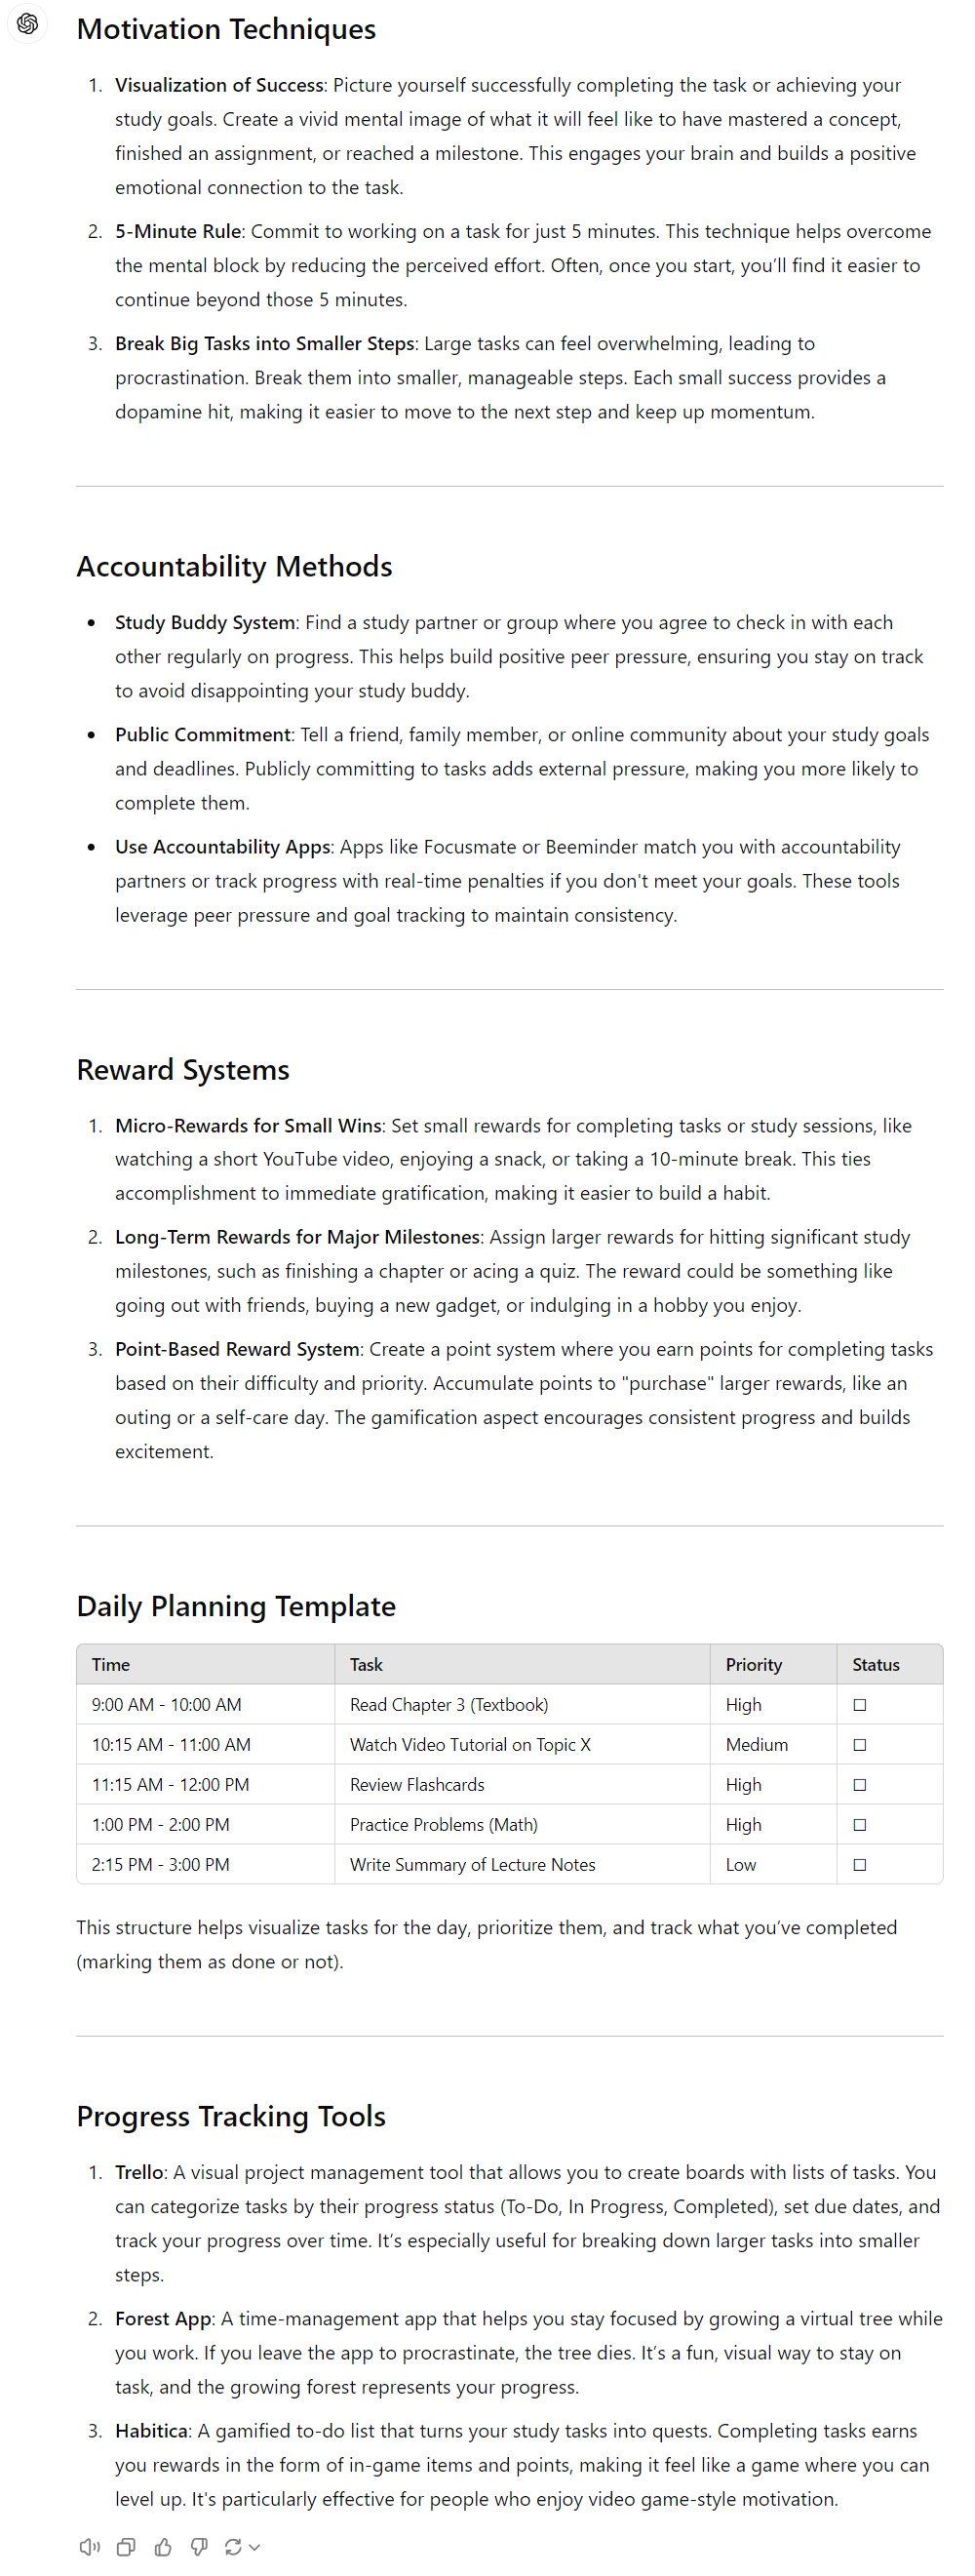 Motivation Techniques
1. Visualization of Success: Picture yourself successfully completing the task or achieving your
study goals. Create a vivid mental image of what it will feel like to have mastered a concept,
finished an assignment, or reached a milestone. This engages your brain and builds a positive
emotional connection to the task.
2. 5-Minute Rule: Commit to working on a task for just 5 minutes. This technique helps overcome
the mental block by reducing the perceived effort. Often, once you start, you’ll find it easier to
continue beyond those 5 minutes.
3. Break Big Tasks into Smaller Steps: Large tasks can feel overwhelming, leading to
procrastination. Break them into smaller, manageable steps. Each small success provides a
dopamine hit, making it easier to move to the next step and keep up momentum.
Accountability Methods
• Study Buddy System: Find a study partner or group where you agree to check in with each
other regularly on progress. This helps build positive peer pressure, ensuring you stay on track
to avoid disappointing your study buddy.
• Public Commitment: Tell a friend, family member, or online community about your study goals
and deadlines. Publicly committing to tasks adds external pressure, making you more likely to
complete them.
• Use Accountability Apps: Apps like Focusmate or Beeminder match you with accountability
partners or track progress with real-time penalties if you don't meet your goals. These tools
leverage peer pressure and goal tracking to maintain consistency.
Reward Systems
1. Micro-Rewards for Small Wins: Set small rewards for completing tasks or study sessions, like
watching a short YouTube video, enjoying a snack, or taking a 10-minute break. This ties
accomplishment to immediate gratification, making it easier to build a habit.
2. Long-Term Rewards for Major Milestones: Assign larger rewards for hitting significant study
milestones, such as finishing a chapter or acing a quiz. The reward could be something like
going out with friends, buying a new gadget, or indulging in a hobby you enjoy.
3. Point-Based Reward System: Create a point system where you earn points for completing tasks
based on their difficulty and priority. Accumulate points to "purchase" larger rewards, like an
outing or a self-care day. The gamification aspect encourages consistent progress and builds
excitement.
Daily Planning Template
Time Task Priority Status
9:00 AM - 10:00 AM Read Chapter 3 (Textbook) High ☐
10:15 AM - 11:00 AM Watch Video Tutorial on Topic X Medium ☐
11:15 AM - 12:00 PM Review Flashcards High ☐
1:00 PM - 2:00 PM Practice Problems (Math) High ☐
2:15 PM - 3:00 PM Write Summary of Lecture Notes Low ☐
This structure helps visualize tasks for the day, prioritize them, and track what you’ve completed
(marking them as done or not).
Progress Tracking Tools
1. Trello: A visual project management tool that allows you to create boards with lists of tasks. You
can categorize tasks by their progress status (To-Do, In Progress, Completed), set due dates, and
track your progress over time. It’s especially useful for breaking down larger tasks into smaller
steps.
2. Forest App: A time-management app that helps you stay focused by growing a virtual tree while
you work. If you leave the app to procrastinate, the tree dies. It’s a fun, visual way to stay on
task, and the growing forest represents your progress.
3. Habitica: A gamified to-do list that turns your study tasks into quests. Completing tasks earns
you rewards in the form of in-game items and points, making it feel like a game where you can
level up. It's particularly effective for people who enjoy video game-style motivation.